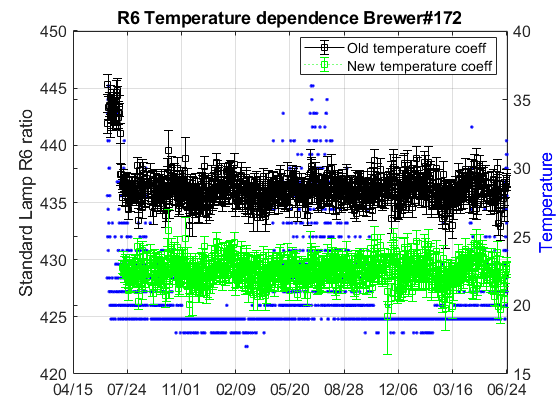 R6 Temperature dependence Brewer#172
Old temperature coeff
New temperature coeff
Standard Lamp R6 ratio
450
445
440
435
430
425
420
Temperature
40
35
30
25
20
15
04/15 07/24 11/01 02/09 05/20 08/28 12/06 03/16 06/24